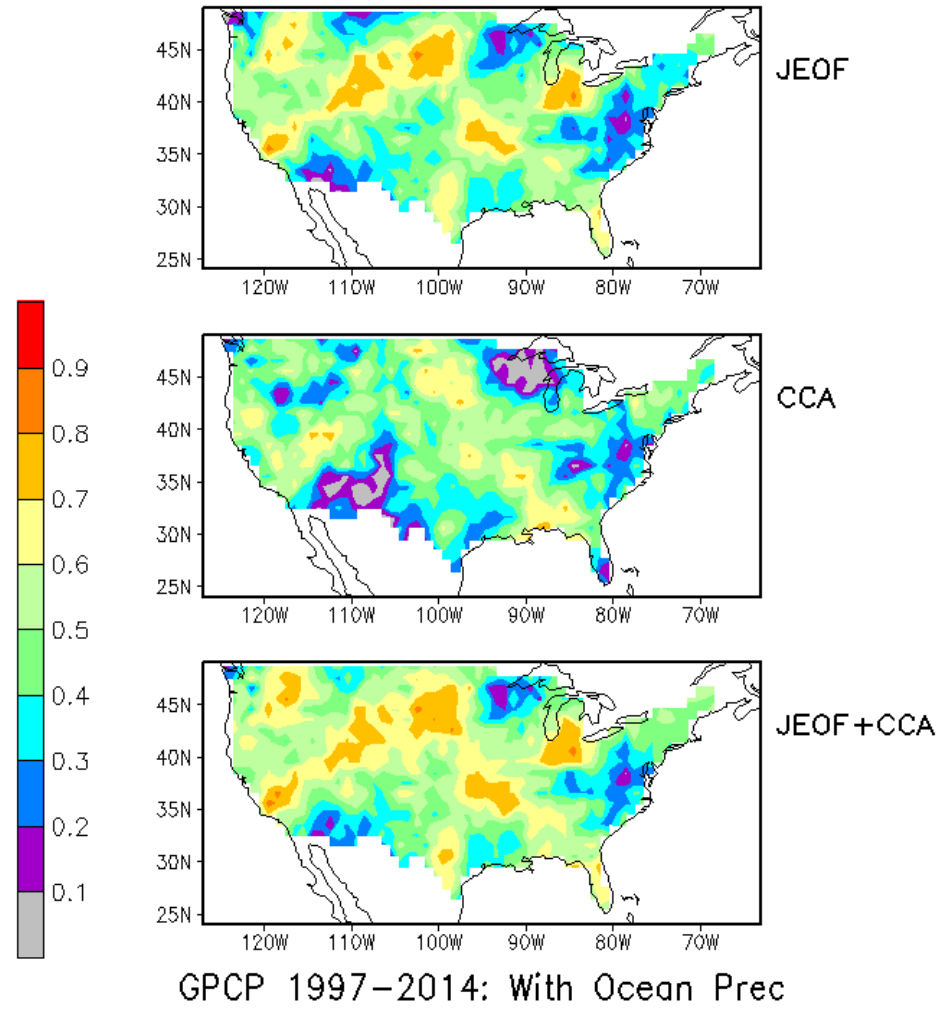 45N
40N
35N
30N
25N
120W 110W 100W 90W 80W 70W
JEOF
0.9
0.8
0.7
0.6
0.5
0.4
0.3
0.2
0.1
45N
40N
35N
30N
25N
120W 110W 100W 90W 80W 70W
CCA
45N
40N
35N
30N
25N
120W 110W 100W 90W 80W 70W
JEOF+CCA
GPCP 1997-2014: With Ocean Prec